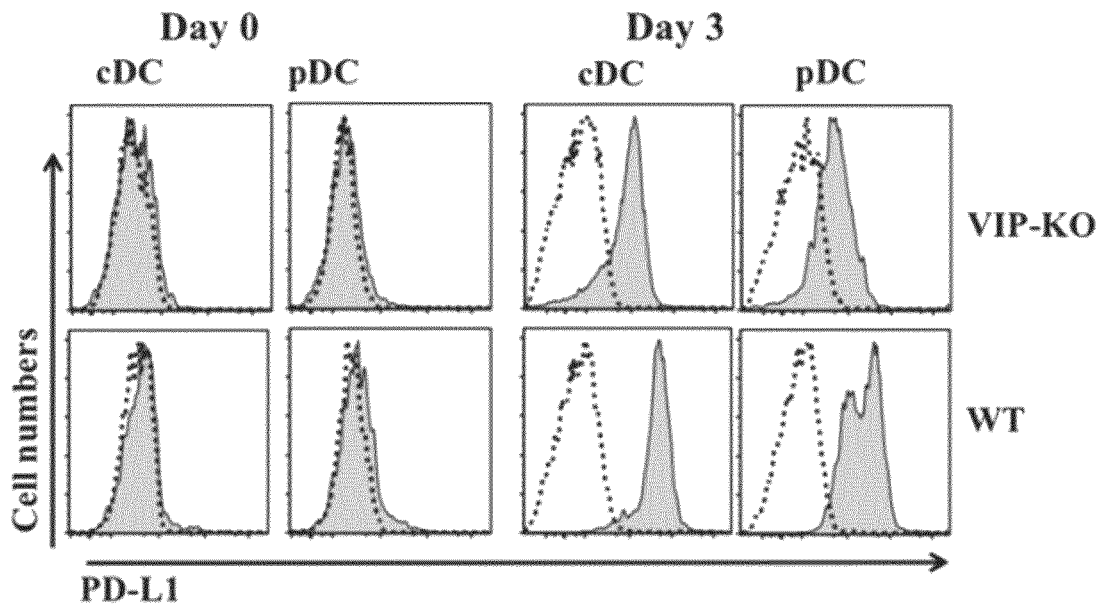 Day 0
Day 3
cDC
pDC
cDC
pDC
VIP-KO
WT
Cell numbers
PD-L1